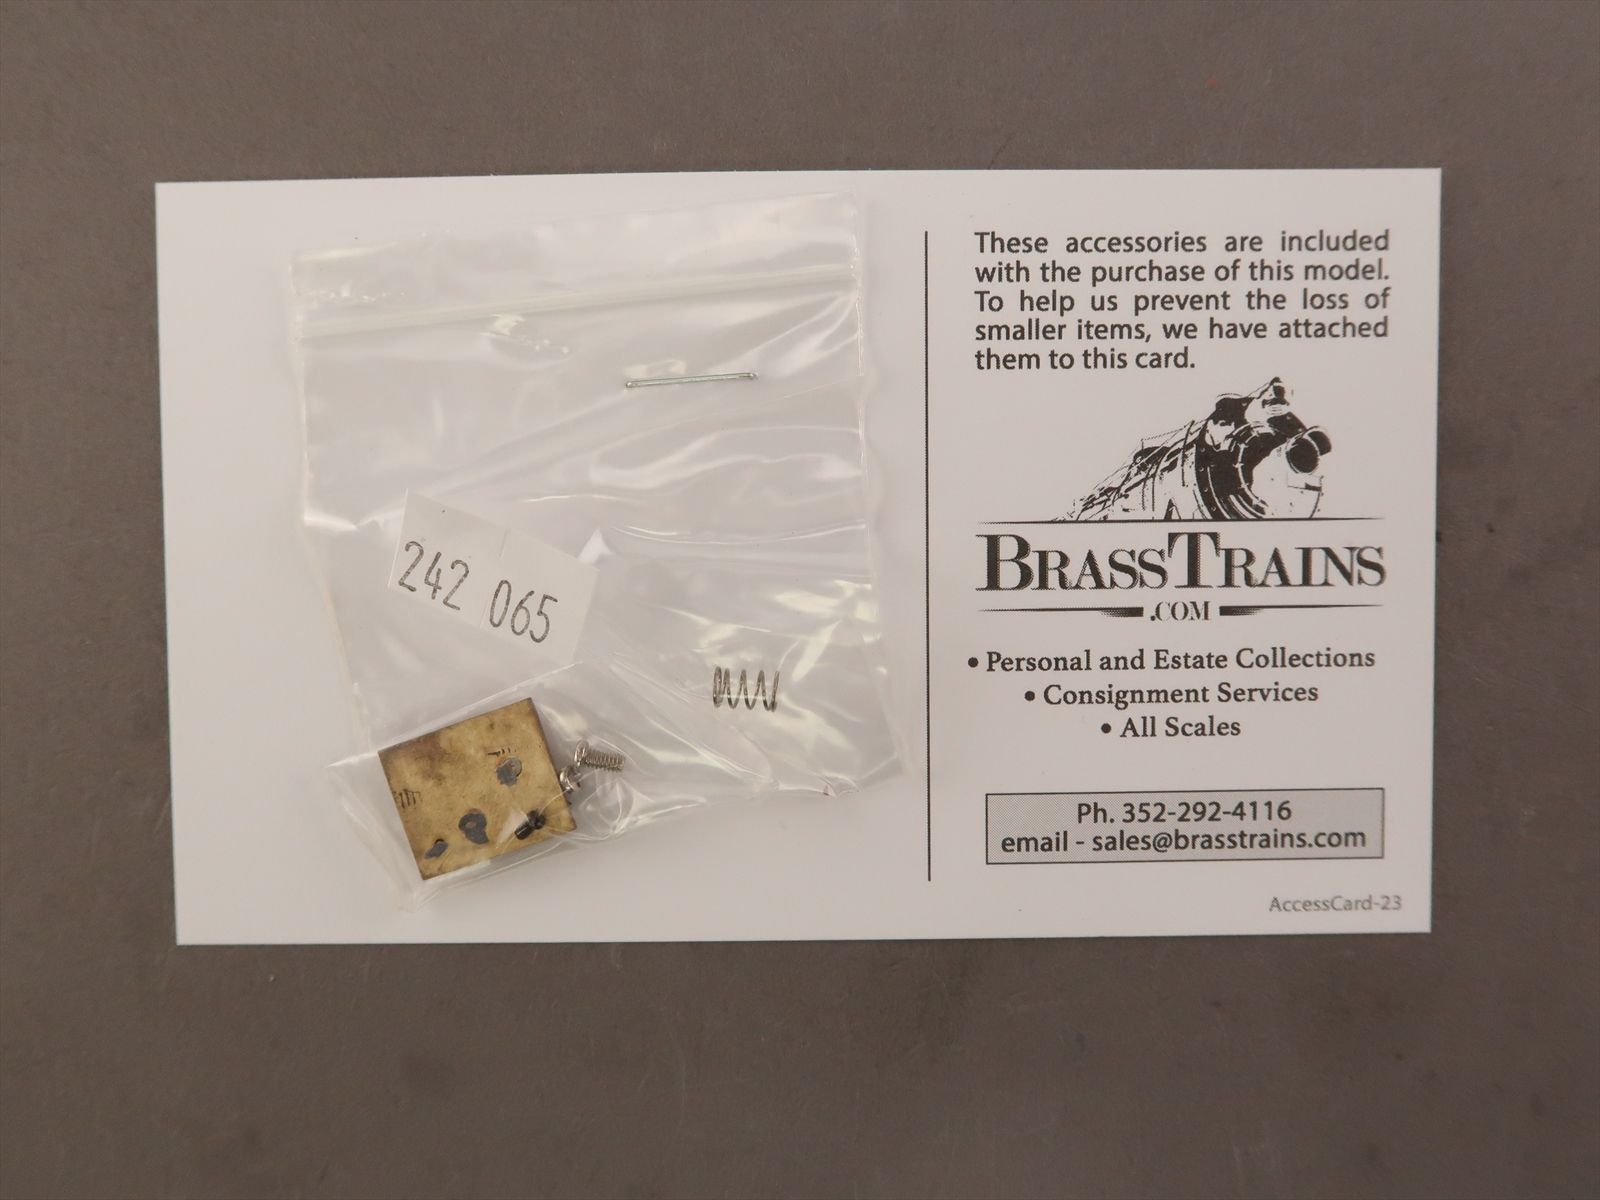 These accessories are included
with the purchase of this model.
To help us prevent the loss of
smaller items, we have attached
them to this card.
242 065
BRASSTRAINS
.COM
• Personal and Estate Collections
• Consignment Services
• All Scales
Ph. 352-292-4116
email - sales@brasstrains.com
AccessCard-23